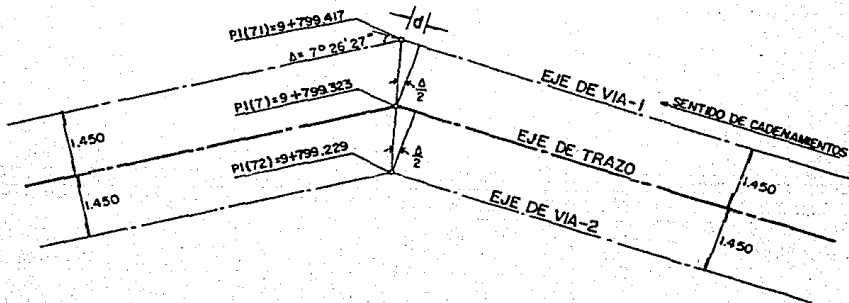 PI(71)=9+799.417
d
Δ= 7° 26' 27"
Δ/2
EJE DE VIA-1
SENTIDO DE CADENAMIENTOS
PI(7)=9+799.323
1.450
EJE DE TRAZO
1.450
PI(72)=9+799.229
Δ/2
1.450
EJE DE VIA-2
1.450